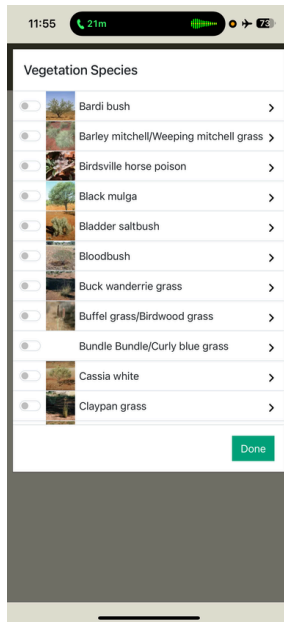 11:55
21m
73
Vegetation Species
Bardi bush
Barley mitchell/Weeping mitchell grass
Birdsville horse poison
Black mulga
Bladder saltbush
Bloodbush
Buck wanderrie grass
Buffel grass/Birdwood grass
Bundle Bundle/Curly blue grass
Cassia white
Claypan grass
Done